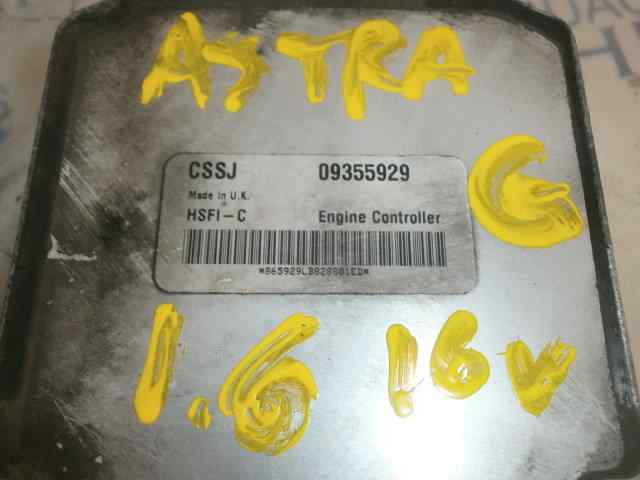 ASTRA
G
CSSJ 09355929
Made in U.K.
HSFI-C Engine Controller
1.6 16v